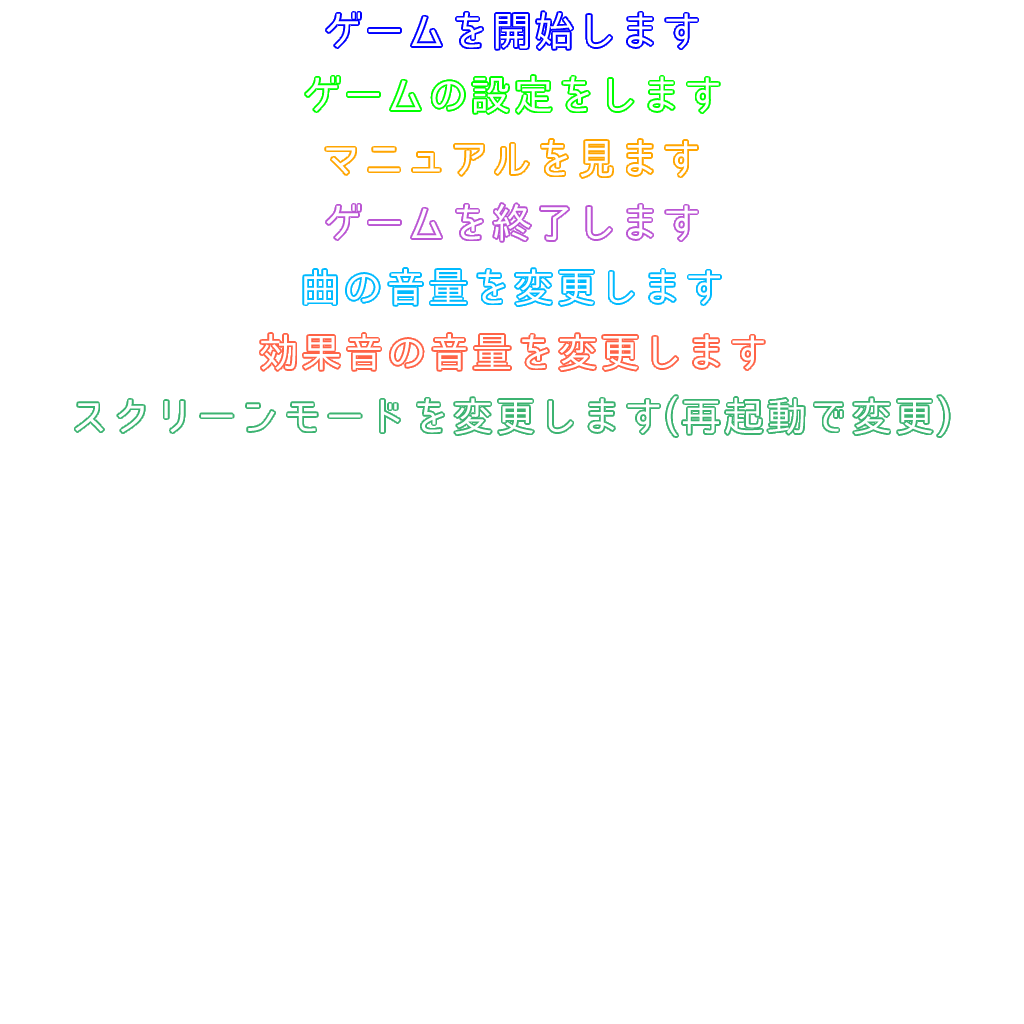 ゲームを開始します
ゲームの設定をします
マニュアルを見ます
ゲームを終了します
曲の音量を変更します
効果音の音量を変更します
スクリーンモードを変更します(再起動で変更)